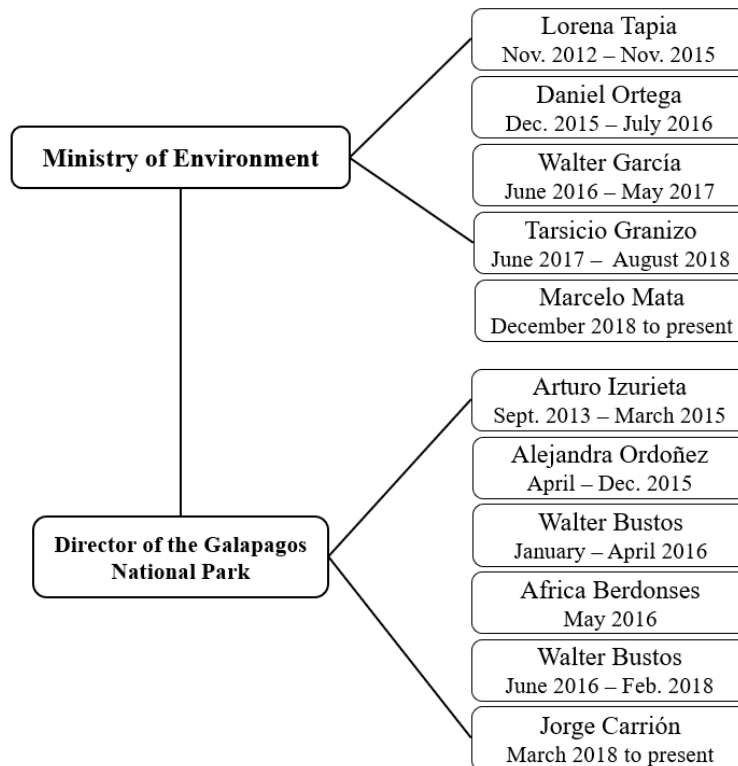 Lorena Tapia
Nov. 2012 – Nov. 2015
Daniel Ortega
Dec. 2015 – July 2016
Ministry of Environment
Walter García
June 2016 – May 2017
Tarsicio Granizo
June 2017 – August 2018
Marcelo Mata
December 2018 to present
Arturo Izurieta
Sept. 2013 – March 2015
Alejandra Ordoñez
April – Dec. 2015
Director of the Galapagos
National Park
Walter Bustos
January – April 2016
Africa Berdonses
May 2016
Walter Bustos
June 2016 – Feb. 2018
Jorge Carrión
March 2018 to present